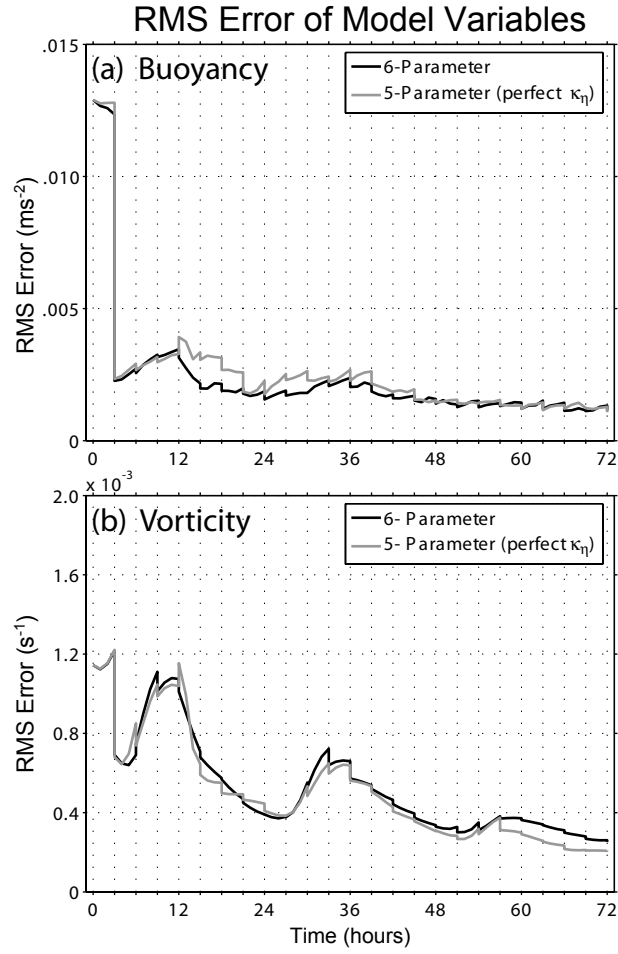 RMS Error of Model Variables
(a) Buoyancy
6-Parameter
5-Parameter (perfect κη)
RMS Error (ms-2)
.015
.010
.005
0
0 12 24 36 48 60 72
x 10-3
(b) Vorticity
6- Parameter
5- Parameter (perfect κη)
RMS Error (s-1)
2.0
1.6
1.2
0.8
0.4
0
0 12 24 36 48 60 72
Time (hours)